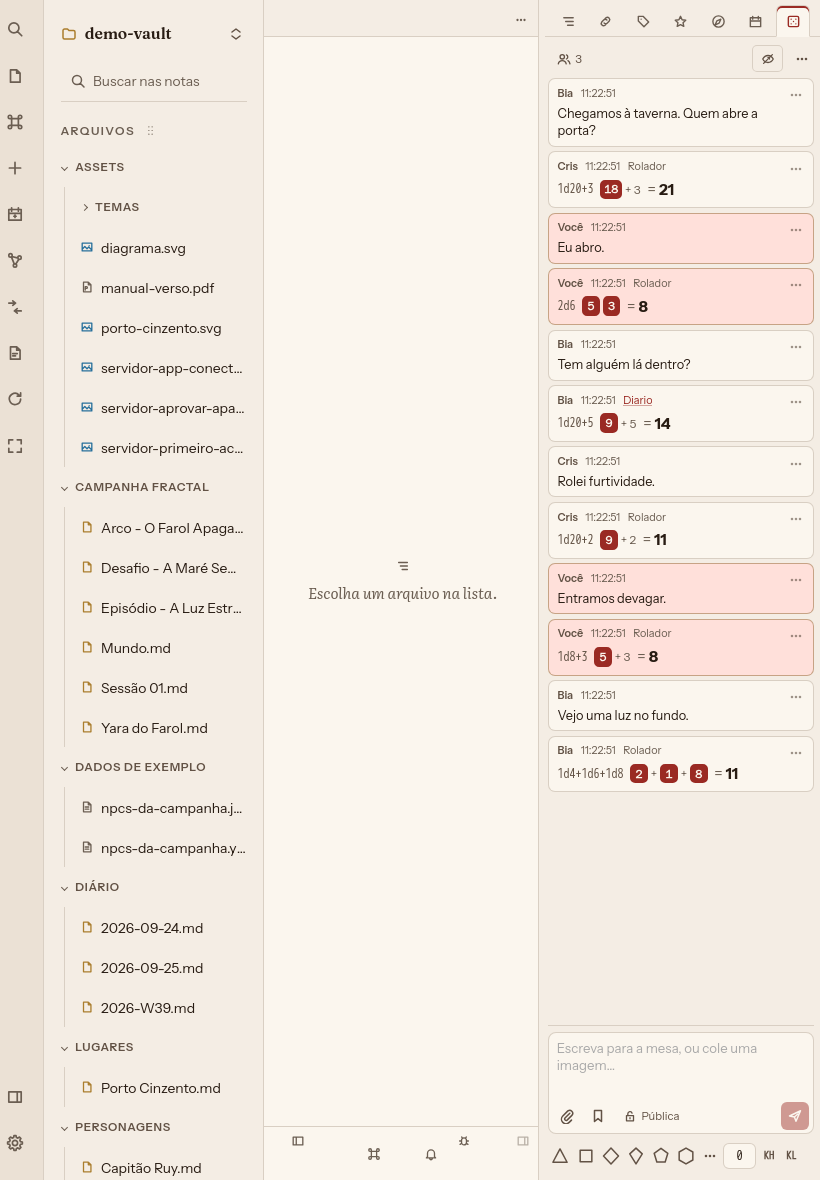 demo-vault
Buscar nas notas
ARQUIVOS
ASSETS
TEMAS
diagrama.svg
manual-verso.pdf
porto-cinzento.svg
servidor-app-conect...
servidor-aprovar-apa...
servidor-primeiro-ac...
CAMPANHA FRACTAL
Arco - O Farol Apaga...
Desafio - A Maré Se...
Episódio - A Luz Estr...
Mundo.md
Sessão 01.md
Yara do Farol.md
DADOS DE EXEMPLO
npcs-da-campanha.j...
npcs-da-campanha.y...
DIÁRIO
2026-09-24.md
2026-09-25.md
2026-W39.md
LUGARES
Porto Cinzento.md
PERSONAGENS
Capitão Ruy.md
Escolha um arquivo na lista.
3
Bia 11:22:51
Chegamos à taverna. Quem abre a
porta?
Cris 11:22:51 Rolador
1d20+3 18 + 3 = 21
Você 11:22:51
Eu abro.
Você 11:22:51 Rolador
2d6 5 3 = 8
Bia 11:22:51
Tem alguém lá dentro?
Bia 11:22:51 Diario
1d20+5 9 + 5 = 14
Cris 11:22:51
Rolei furtividade.
Cris 11:22:51 Rolador
1d20+2 9 + 2 = 11
Você 11:22:51
Entramos devagar.
Você 11:22:51 Rolador
1d8+3 5 + 3 = 8
Bia 11:22:51
Vejo uma luz no fundo.
Bia 11:22:51 Rolador
1d4+1d6+1d8 2 + 1 + 8 = 11
Escreva para a mesa, ou cole uma
imagem...
Pública
0 KH KL